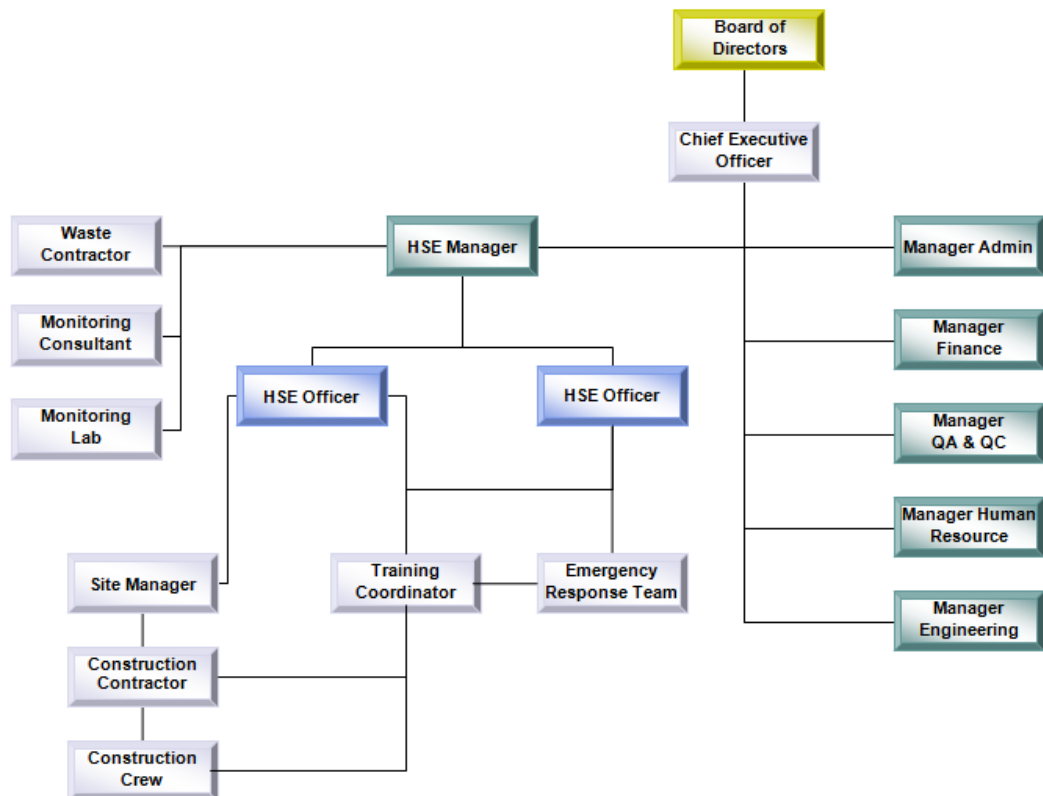 Board of
Directors
Chief Executive
Officer
Waste
Contractor
HSE Manager
Manager Admin
Monitoring
Consultant
Manager
Finance
HSE Officer
HSE Officer
Monitoring
Lab
Manager
QA & QC
Manager Human
Resource
Site Manager
Training
Coordinator
Emergency
Response Team
Manager
Engineering
Construction
Contractor
Construction
Crew